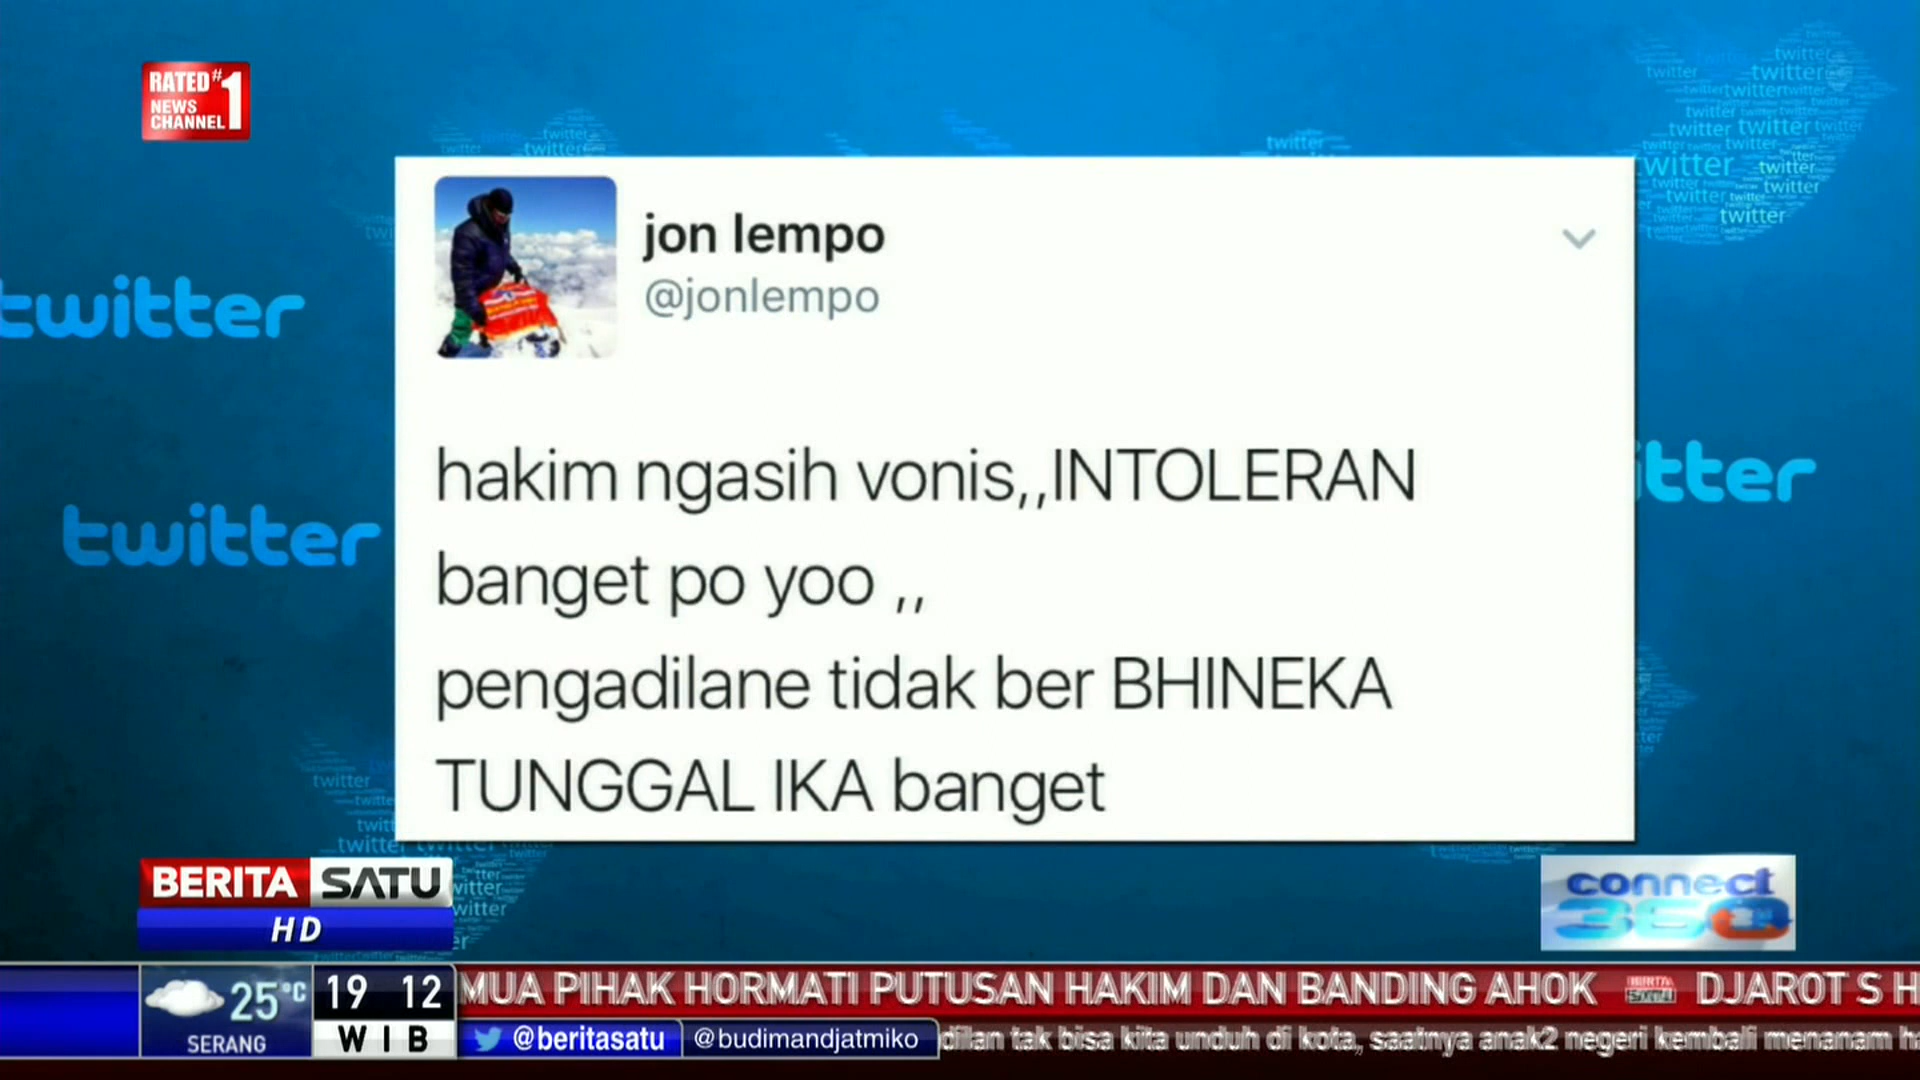 RATED #1
NEWS
CHANNEL
jon lempo
@jonlempo
hakim ngasih vonis,,INTOLERAN
banget po yoo ,,
pengadilane tidak ber BHINEKA
TUNGGAL IKA banget
twitter
twitter
itter
BERITA SATU
HD
connect
360
25°C
SERANG
19 12
WIB
MUA PIHAK HORMATI PUTUSAN HAKIM DAN BANDING AHOK BERITA SATU DJAROT S H
@beritasatu @budimandjatmiko dilan tak bisa kita unduh di kota, saatnya anak2 negeri kembali menanam